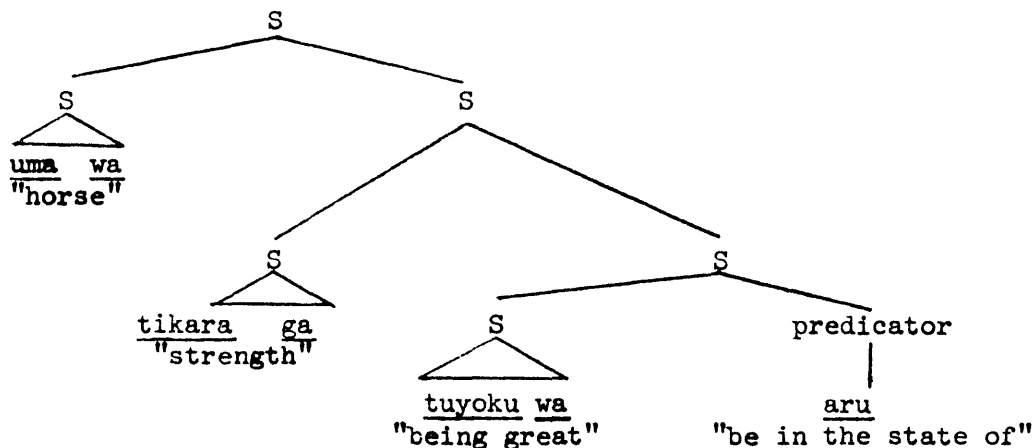 S
S
S
uma wa
"horse"
S
S
tikara ga
"strength"
S
predicator
tuyoku wa
"being great"
aru
"be in the state of"